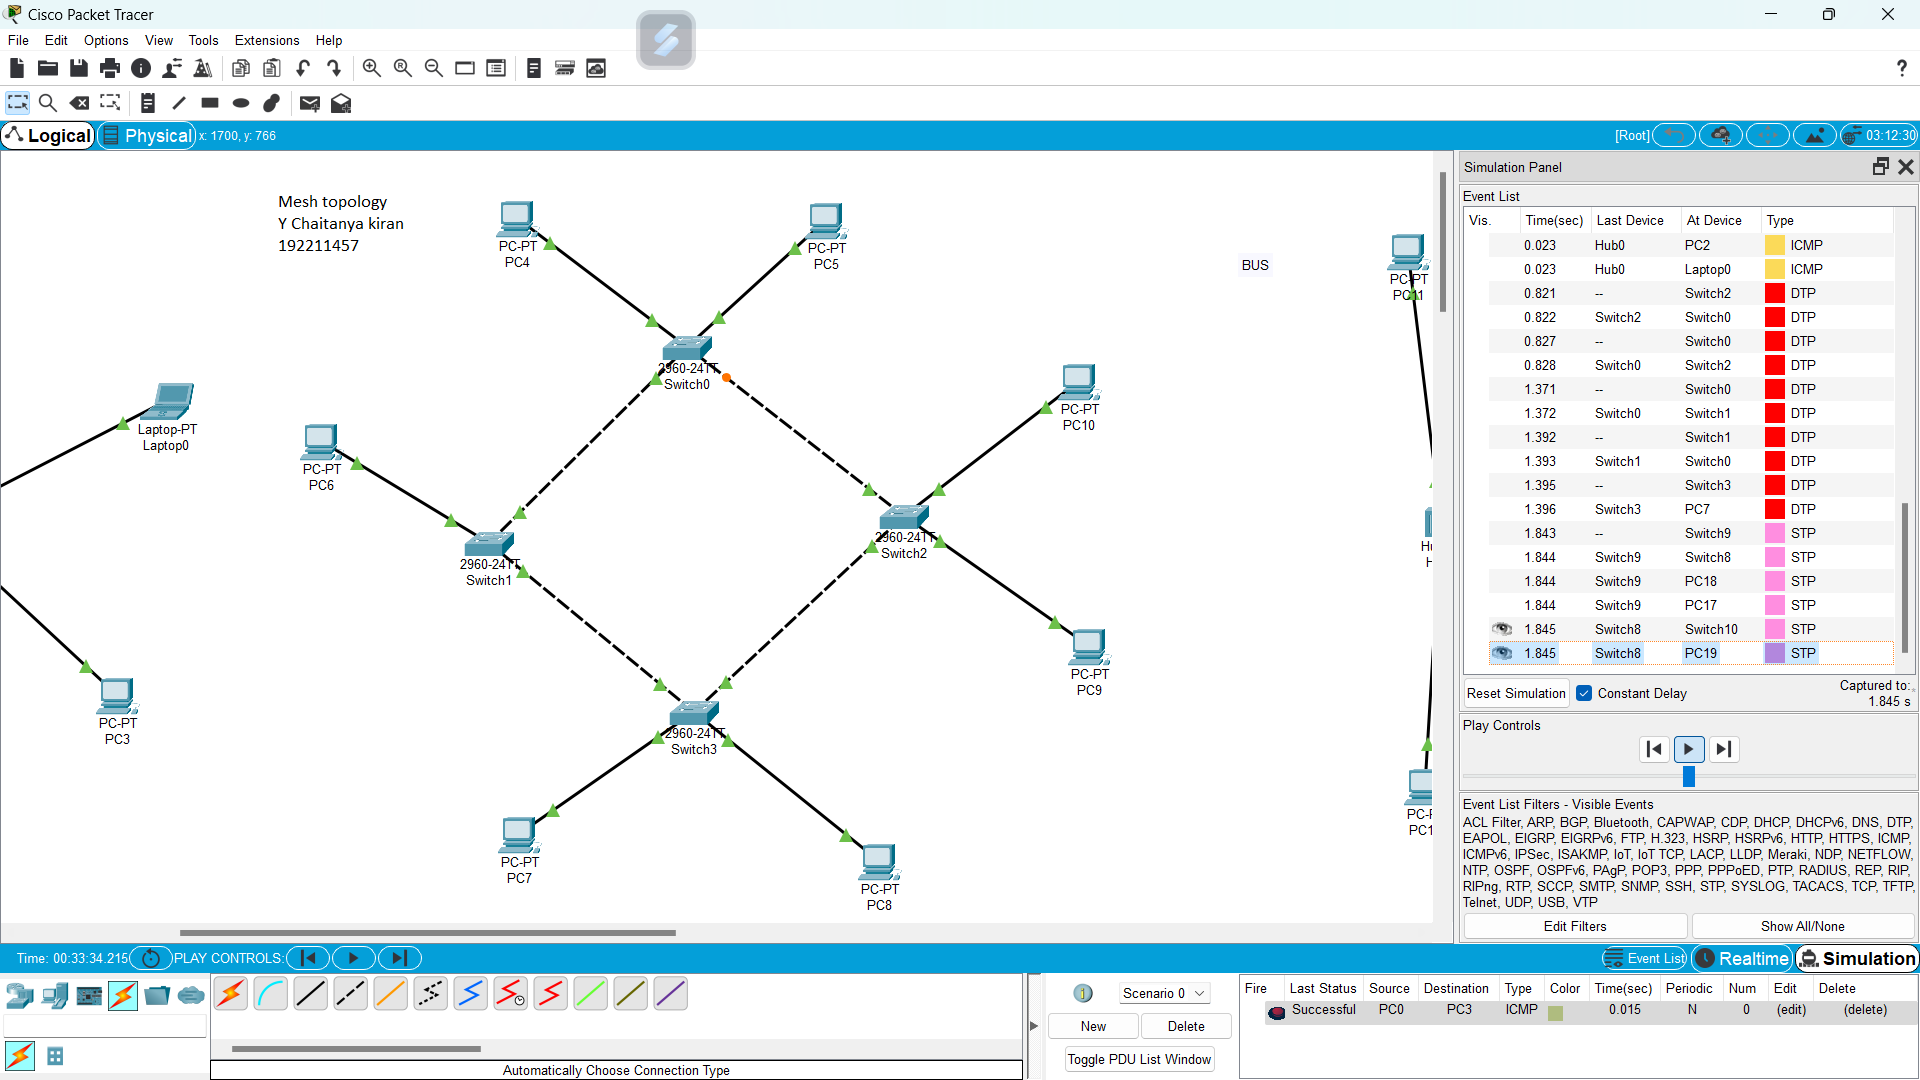 Cisco Packet Tracer
File Edit Options View Tools Extensions Help
Logical Physical x: 1700, y: 766 [Root] 03:12:30
Mesh topology
Y Chaitanya kiran
192211457
PC-PT
PC4
PC-PT
PC5
BUS
PC-PT
PC11
2960-24TT
Switch0
PC-PT
PC10
Laptop-PT
Laptop0
PC-PT
PC6
2960-24TT
Switch1
2960-24TT
Switch2
Hu
H
PC-PT
PC9
PC-PT
PC3
2960-24TT
Switch3
PC-PT
PC7
PC-PT
PC8
PC-P
PC1
Simulation Panel
Event List
Vis. Time(sec) Last Device At Device Type
0.023 Hub0 PC2 ICMP
0.023 Hub0 Laptop0 ICMP
0.821 -- Switch2 DTP
0.822 Switch2 Switch0 DTP
0.827 -- Switch0 DTP
0.828 Switch0 Switch2 DTP
1.371 -- Switch0 DTP
1.372 Switch0 Switch1 DTP
1.392 -- Switch1 DTP
1.393 Switch1 Switch0 DTP
1.395 -- Switch3 DTP
1.396 Switch3 PC7 DTP
1.843 -- Switch9 STP
1.844 Switch9 Switch8 STP
1.844 Switch9 PC18 STP
1.844 Switch9 PC17 STP
1.845 Switch8 Switch10 STP
1.845 Switch8 PC19 STP
Reset Simulation Constant Delay Captured to:
1.845 s
Play Controls
Event List Filters - Visible Events
ACL Filter, ARP, BGP, Bluetooth, CAPWAP, CDP, DHCP, DHCPv6, DNS, DTP,
EAPOL, EIGRP, EIGRPv6, FTP, H.323, HSRP, HSRPv6, HTTP, HTTPS, ICMP,
ICMPv6, IPSec, ISAKMP, IoT, IoT TCP, LACP, LLDP, Meraki, NDP, NETFLOW,
NTP, OSPF, OSPFv6, PAgP, POP3, PPP, PPPoED, PTP, RADIUS, REP, RIP,
RIPng, RTP, SCCP, SMTP, SNMP, SSH, STP, SYSLOG, TACACS, TCP, TFTP,
Telnet, UDP, USB, VTP
Edit Filters Show All/None
Time: 00:33:34.215 PLAY CONTROLS: Event List Realtime Simulation
Automatically Choose Connection Type
Scenario 0
New Delete
Toggle PDU List Window
Fire Last Status Source Destination Type Color Time(sec) Periodic Num Edit Delete
Successful PC0 PC3 ICMP 0.015 N 0 (edit) (delete)